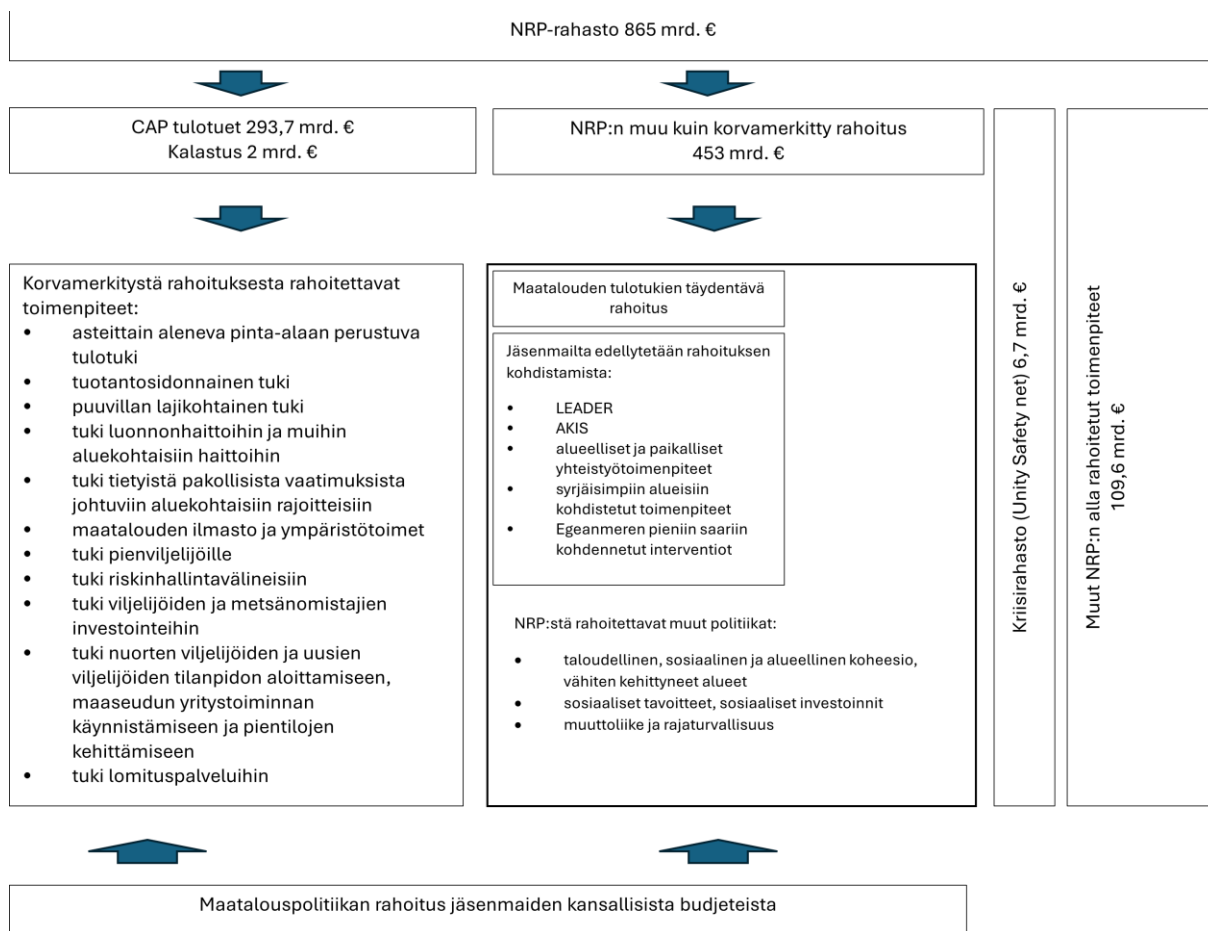 NRP-rahasto 865 mrd. €
CAP tulotuet 293,7 mrd. €
Kalastus 2 mrd. €
NRP:n muu kuin korvamerkitty rahoitus
453 mrd. €
Korvamerkitystä rahoituksesta rahoitettavat
toimenpiteet:
• asteittain aleneva pinta-alaan perustuva
tulotuki
• tuotantosidonnainen tuki
• puuvillan lajikohtainen tuki
• tuki luonnonhaittoihin ja muihin
aluekohtaisiin haittoihin
• tuki tietyistä pakollisista vaatimuksista
johtuviin aluekohtaisiin rajoitteisiin
• maatalouden ilmasto ja ympäristötoimet
• tuki pienviljelijöille
• tuki riskinhallintavälineisiin
• tuki viljelijöiden ja metsänomistajien
investointeihin
• tuki nuorten viljelijöiden ja uusien
viljelijöiden tilanpidon aloittamiseen,
maaseudun yritystoiminnan
käynnistämiseen ja pientilojen
kehittämiseen
• tuki lomituspalveluihin
Maatalouden tulotukien täydentävä
rahoitus
Jäsenmailta edellytetään rahoituksen
kohdistamista:
• LEADER
• AKIS
• alueelliset ja paikalliset
yhteistyötoimenpiteet
• syrjäisimpiin alueisiin
kohdistetut toimenpiteet
• Egeanmeren pieniin saariin
kohdennetut interventiot
NRP:stä rahoitettavat muut politiikat:
• taloudellinen, sosiaalinen ja alueellinen koheesio,
vähiten kehittyneet alueet
• sosiaaliset tavoitteet, sosiaaliset investoinnit
• muuttoliike ja rajaturvallisuus
Kriisirahasto (Unity Safety net) 6,7 mrd. €
Muut NRP:n alla rahoitetut toimenpiteet
109,6 mrd. €
Maatalouspolitiikan rahoitus jäsenmaiden kansallisista budjeteista